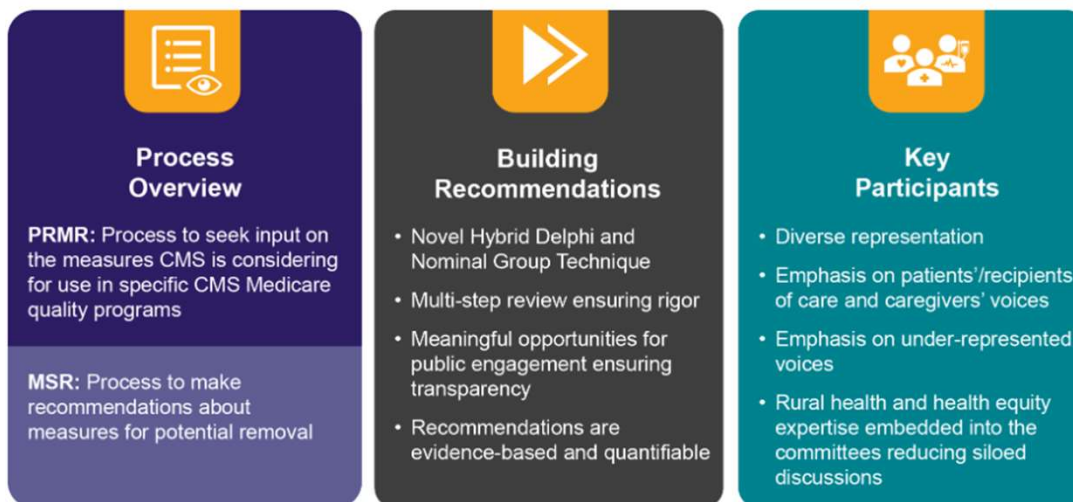 Process
Overview
PRMR: Process to seek input on
the measures CMS is considering
for use in specific CMS Medicare
quality programs
MSR: Process to make
recommendations about
measures for potential removal
Building
Recommendations
• Novel Hybrid Delphi and
Nominal Group Technique
• Multi-step review ensuring rigor
• Meaningful opportunities for
public engagement ensuring
transparency
• Recommendations are
evidence-based and quantifiable
Key
Participants
• Diverse representation
• Emphasis on patients'/recipients
of care and caregivers' voices
• Emphasis on under-represented
voices
• Rural health and health equity
expertise embedded into the
committees reducing siloed
discussions